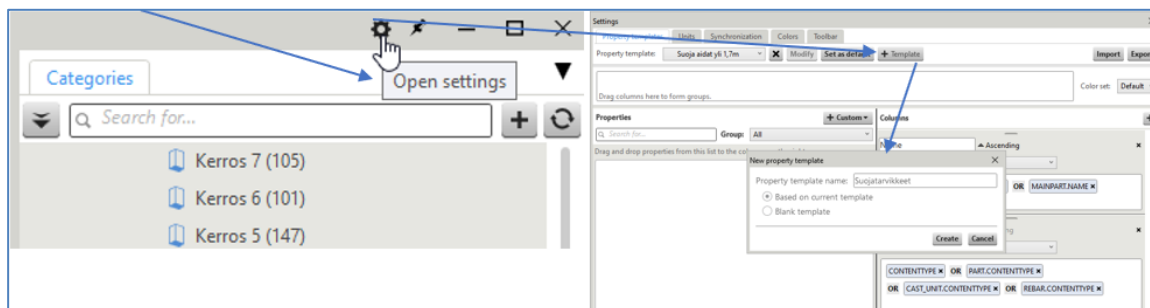 Open settings
Categories
Search for...
Kerros 7 (105)
Kerros 6 (101)
Kerros 5 (147)
Settings
Property templates Units Synchronization Colors Toolbar
Property template: Suoja aidat yli 1,7m Modify Set as default + Template Import Expor
Color set: Default
Drag columns here to form groups.
Properties + Custom Columns
Search for... Group: All
Ascending
Drag and drop properties from this list to the
New property template
OR MAINPART.NAME
Property template name: Suojatarvikkeet
Based on current template
Blank template
Create Cancel
CONTENTTYPE OR PART.CONTENTTYPE
OR CAST_UNIT.CONTENTTYPE OR REBAR.CONTENTTYPE